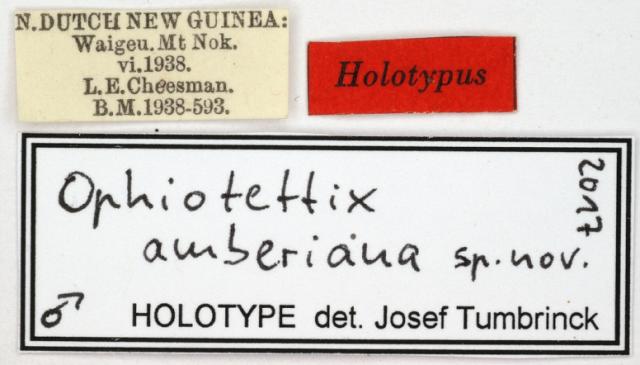 N.DUTCH NEW GUINEA:
Waigeu. Mt Nok.
vi.1938.
L.E.Cheesman.
B.M.1938-593.
Holotypus
Ophiotettix
amberiana sp.nov.
2017
♂ HOLOTYPE det. Josef Tumbrinck